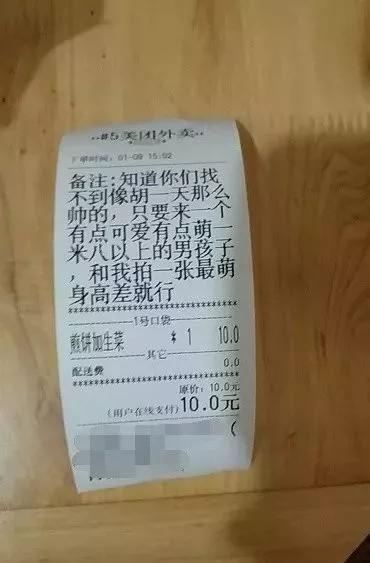 #5美团外卖
下单时间: 01-09 15:02
备注:知道你们找
不到像胡一天那么
帅的，只要来一个
有点可爱有点萌一
米八以上的男孩子
，和我拍一张最萌
身高差就行
1号口袋
煎饼加生菜 * 1 10.0
其它
配送费 0.0
原价: 10.0元
(用户在线支付) 10.0元
(